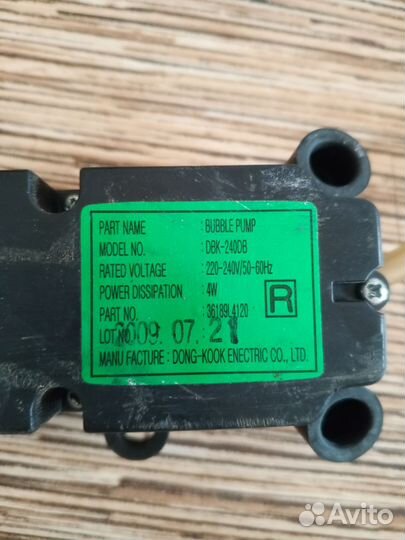 PART NAME : BUBBLE PUMP
MODEL NO. : DBK-240DB
RATED VOLTAGE : 220-240V/50-60Hz
POWER DISSIPATION : 4W
PART NO. : 36189L4120
LOT NO. 2009. 07. 21
MANU FACTURE : DONG-KOOK ENECTRIC CO., LTD.
R
Avito